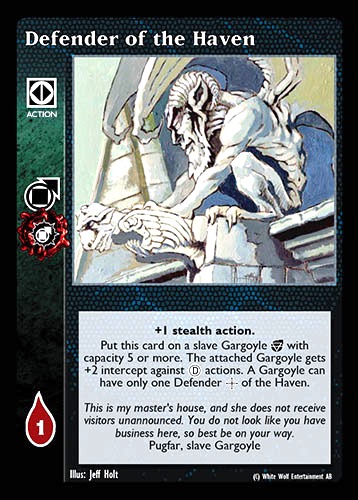 Defender of the Haven
ACTION
+1 stealth action.
Put this card on a slave Gargoyle with
capacity 5 or more. The attached Gargoyle gets
+2 intercept against D actions. A Gargoyle can
have only one Defender of the Haven.
This is my master's house, and she does not receive
visitors unannounced. You do not look like you have
business here, so best be on your way.
Pugfar, slave Gargoyle
1
Illus: Jeff Holt
(C) White Wolf Entertainment AB